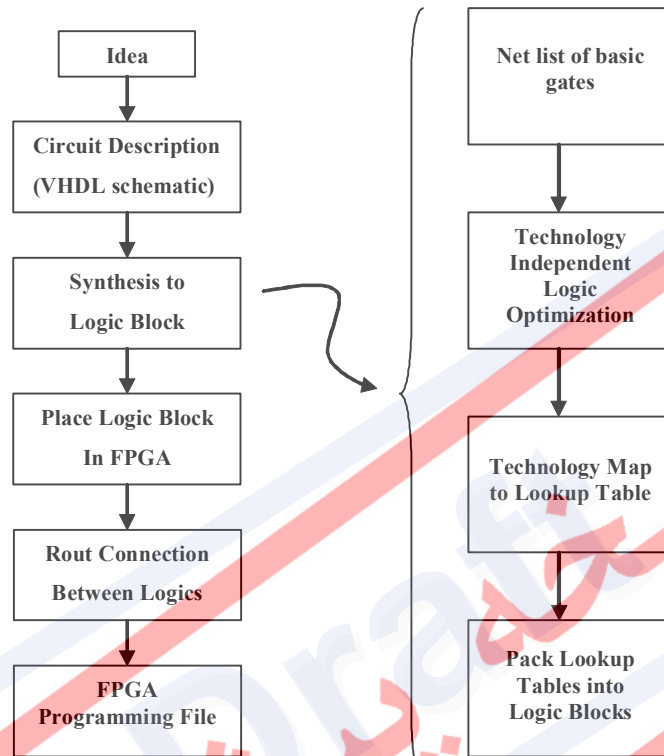 Idea
Circuit Description
(VHDL schematic)
Synthesis to
Logic Block
Place Logic Block
In FPGA
Rout Connection
Between Logics
FPGA
Programming File
Net list of basic
gates
Technology
Independent
Logic
Optimization
Technology Map
to Lookup Table
Pack Lookup
Tables into
Logic Blocks
Draft